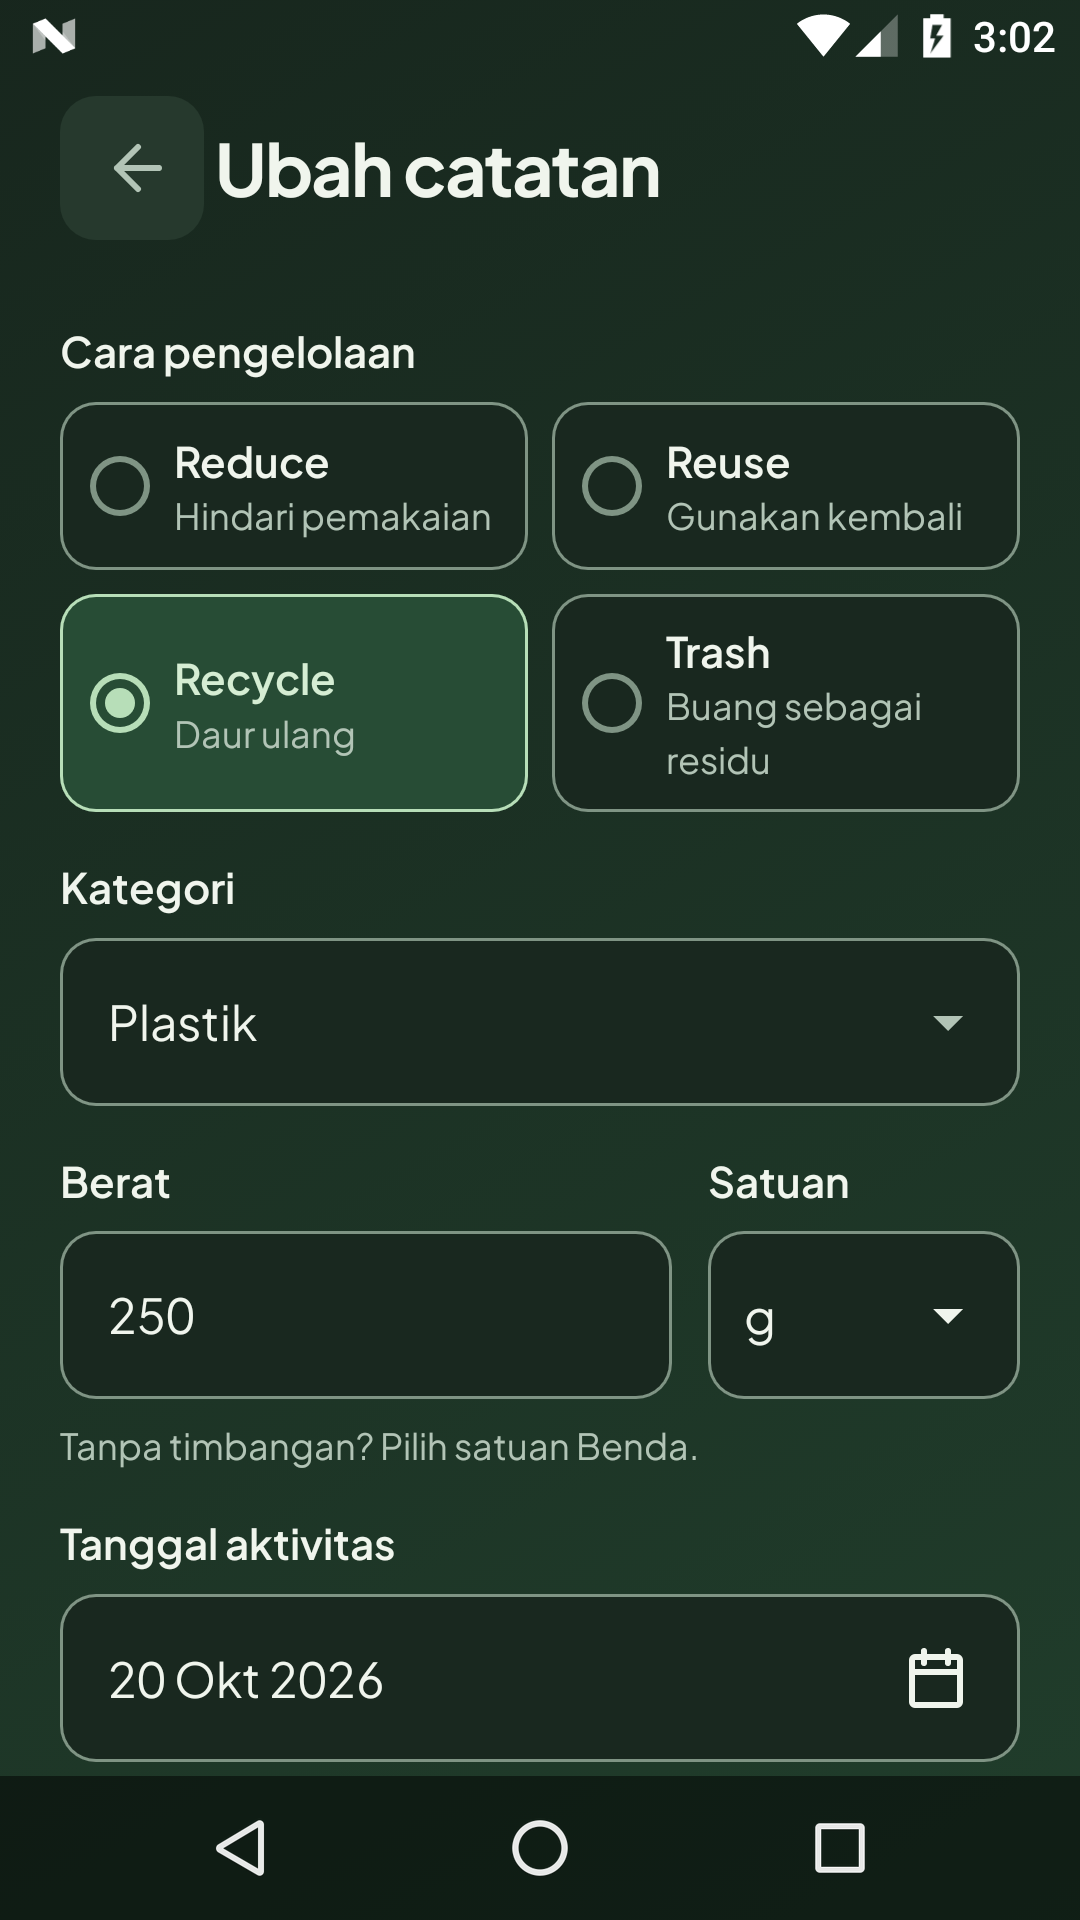 3:02
Ubah catatan
Cara pengelolaan
Reduce
Hindari pemakaian
Reuse
Gunakan kembali
Recycle
Daur ulang
Trash
Buang sebagai
residu
Kategori
Plastik
Berat
Satuan
250
g
Tanpa timbangan? Pilih satuan Benda.
Tanggal aktivitas
20 Okt 2026